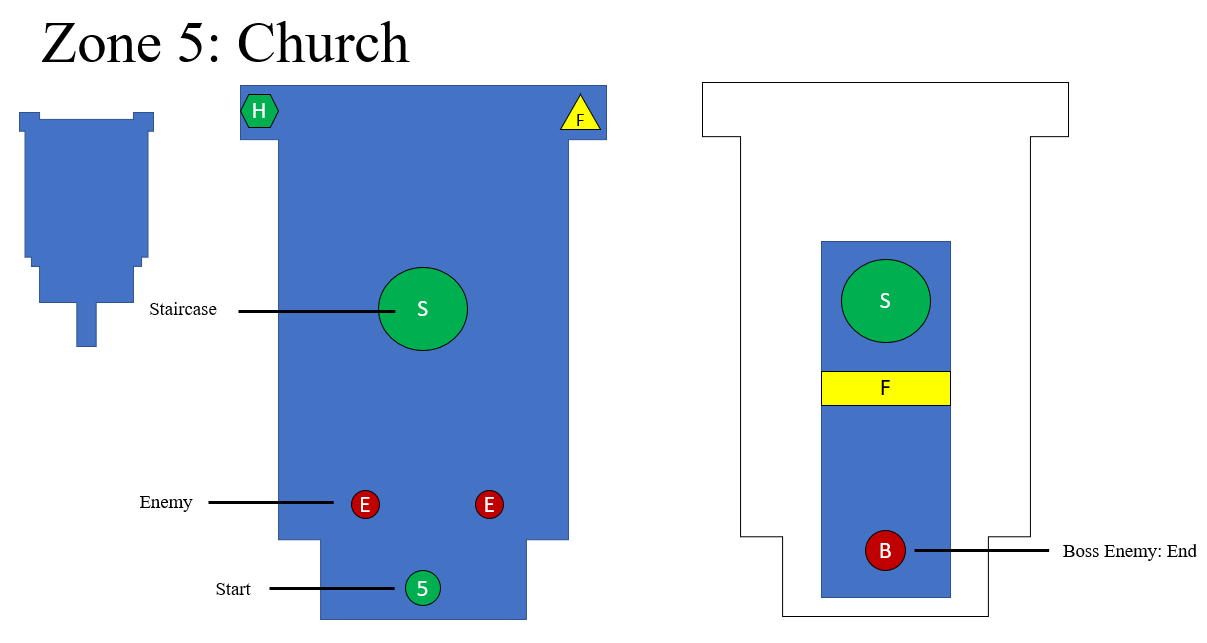 Zone 5: Church
H
F
Staircase
S
S
F
Enemy
E
E
B
Boss Enemy: End
Start
5